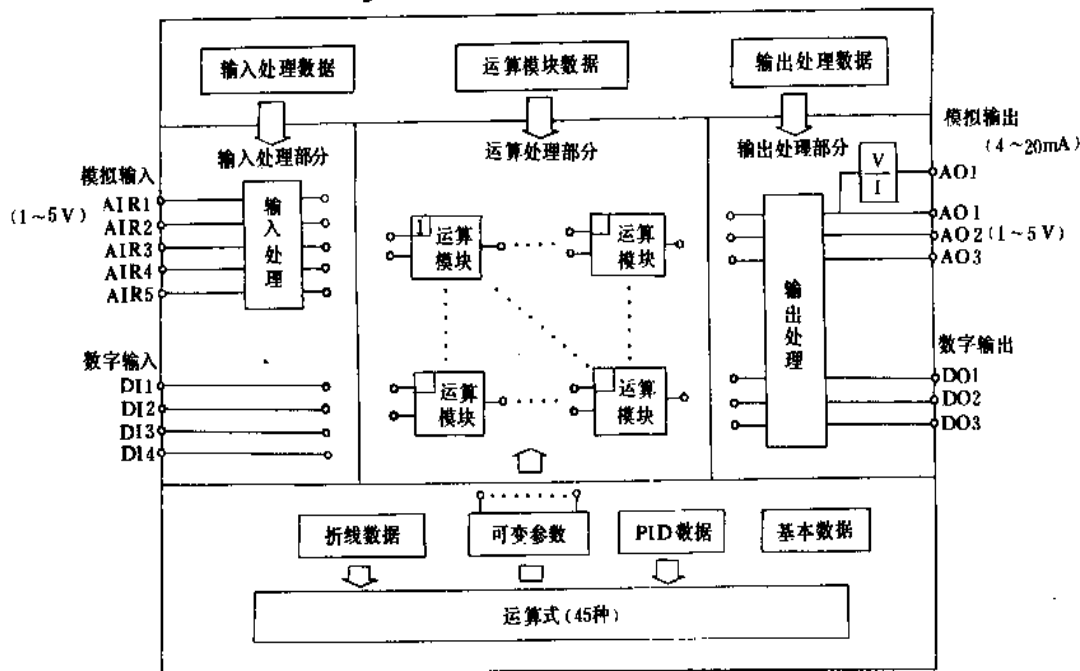 输入处理数据
运算模块数据
输出处理数据
输入处理部分
运算处理部分
输出处理部分
模拟输入
(1~5V)
AIR1
AIR2
AIR3
AIR4
AIR5
输入处理
数字输入
DI1
DI2
DI3
DI4
1
运算
模块
运算
模块
运算
模块
运算
模块
模拟输出
(4~20mA)
V
I
AO1
AO1
AO2(1~5V)
AO3
输出处理
数字输出
DO1
DO2
DO3
折线数据
可变参数
PID数据
基本数据
运算式(45种)